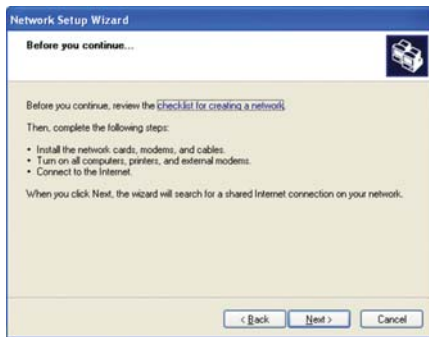 Network Setup Wizard
Before you continue...
Before you continue, review the checklist for creating a network.
Then, complete the following steps:
• Install the network cards, modems, and cables.
• Turn on all computers, printers, and external modems.
• Connect to the Internet.
When you click Next, the wizard will search for a shared Internet connection on your network.
< Back
Next >
Cancel